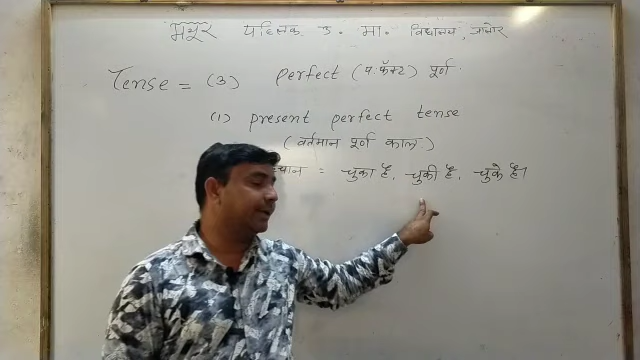 मयूर पब्लिक उ. मा. विद्यालय, जालोर
Tense = (3) perfect (परफॅक्ट) पूर्ण
(1) present perfect tense
(वर्तमान पूर्ण काल)
= चुका है, चुकी है, चुके हैं।